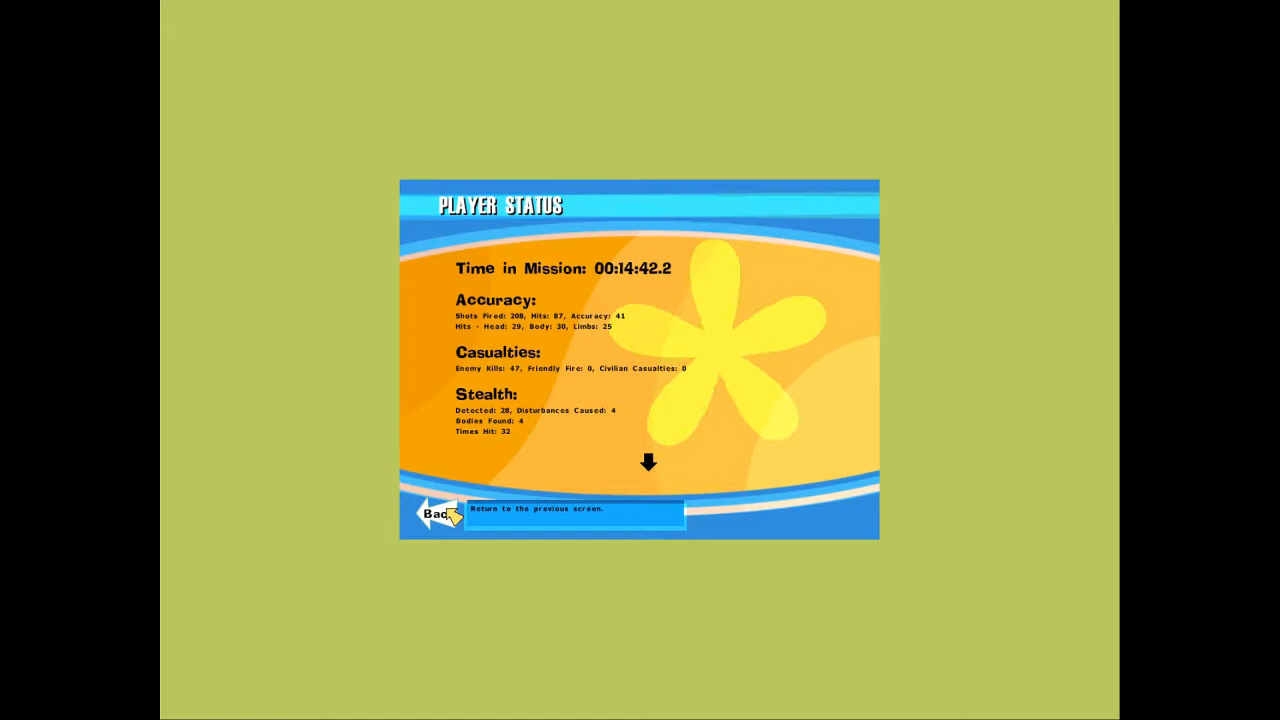 PLAYER STATUS
Time in Mission: 00:14:42.2
Accuracy:
Shots Fired: 208, Hits: 87, Accuracy: 41
Hits - Head: 29, Body: 30, Limbs: 25
Casualties:
Enemy Kills: 47, Friendly Fire: 0, Civilian Casualties: 0
Stealth:
Detected: 28, Disturbances Caused: 4
Bodies Found: 4
Times Hit: 32
Bac
Return to the previous screen.